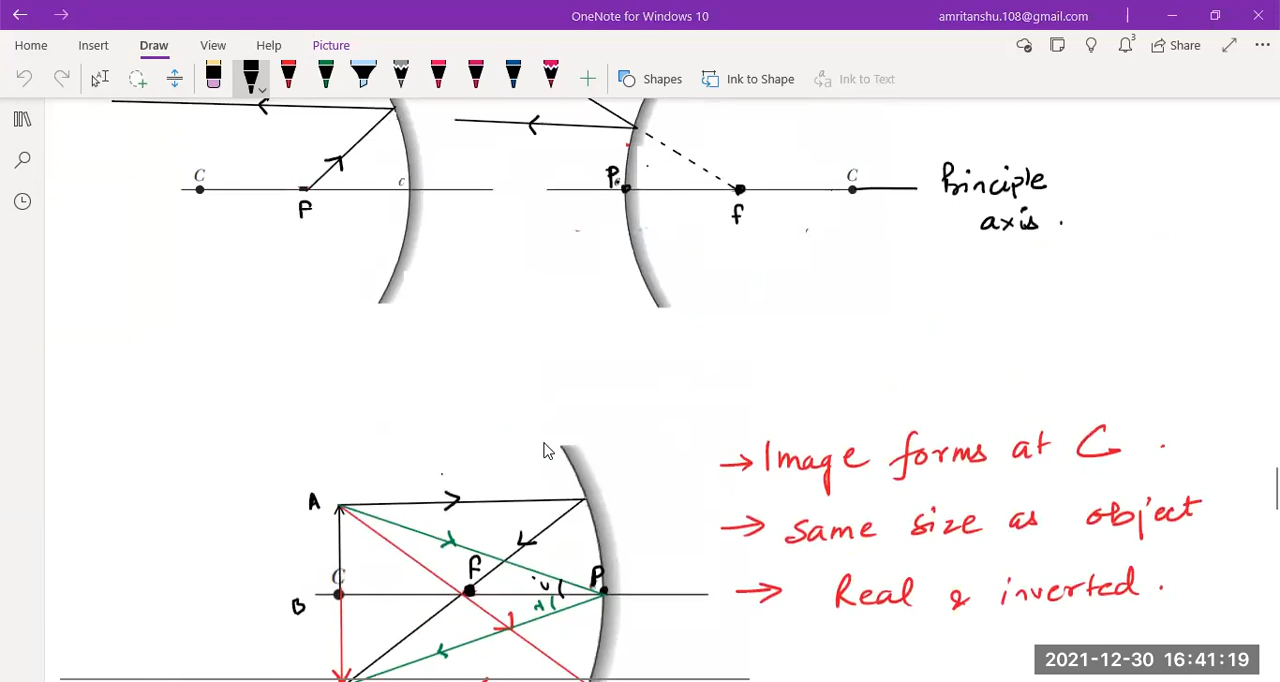 OneNote for Windows 10
amritanshu.108@gmail.com
Home Insert Draw View Help Picture
3 Share
Shapes Ink to Shape Ink to Text
C F c
P f C
Principle
axis.
A
C
B
F
P
i
r
→ Image forms at C.
→ Same size as object
→ Real & inverted.
2021-12-30 16:41:19